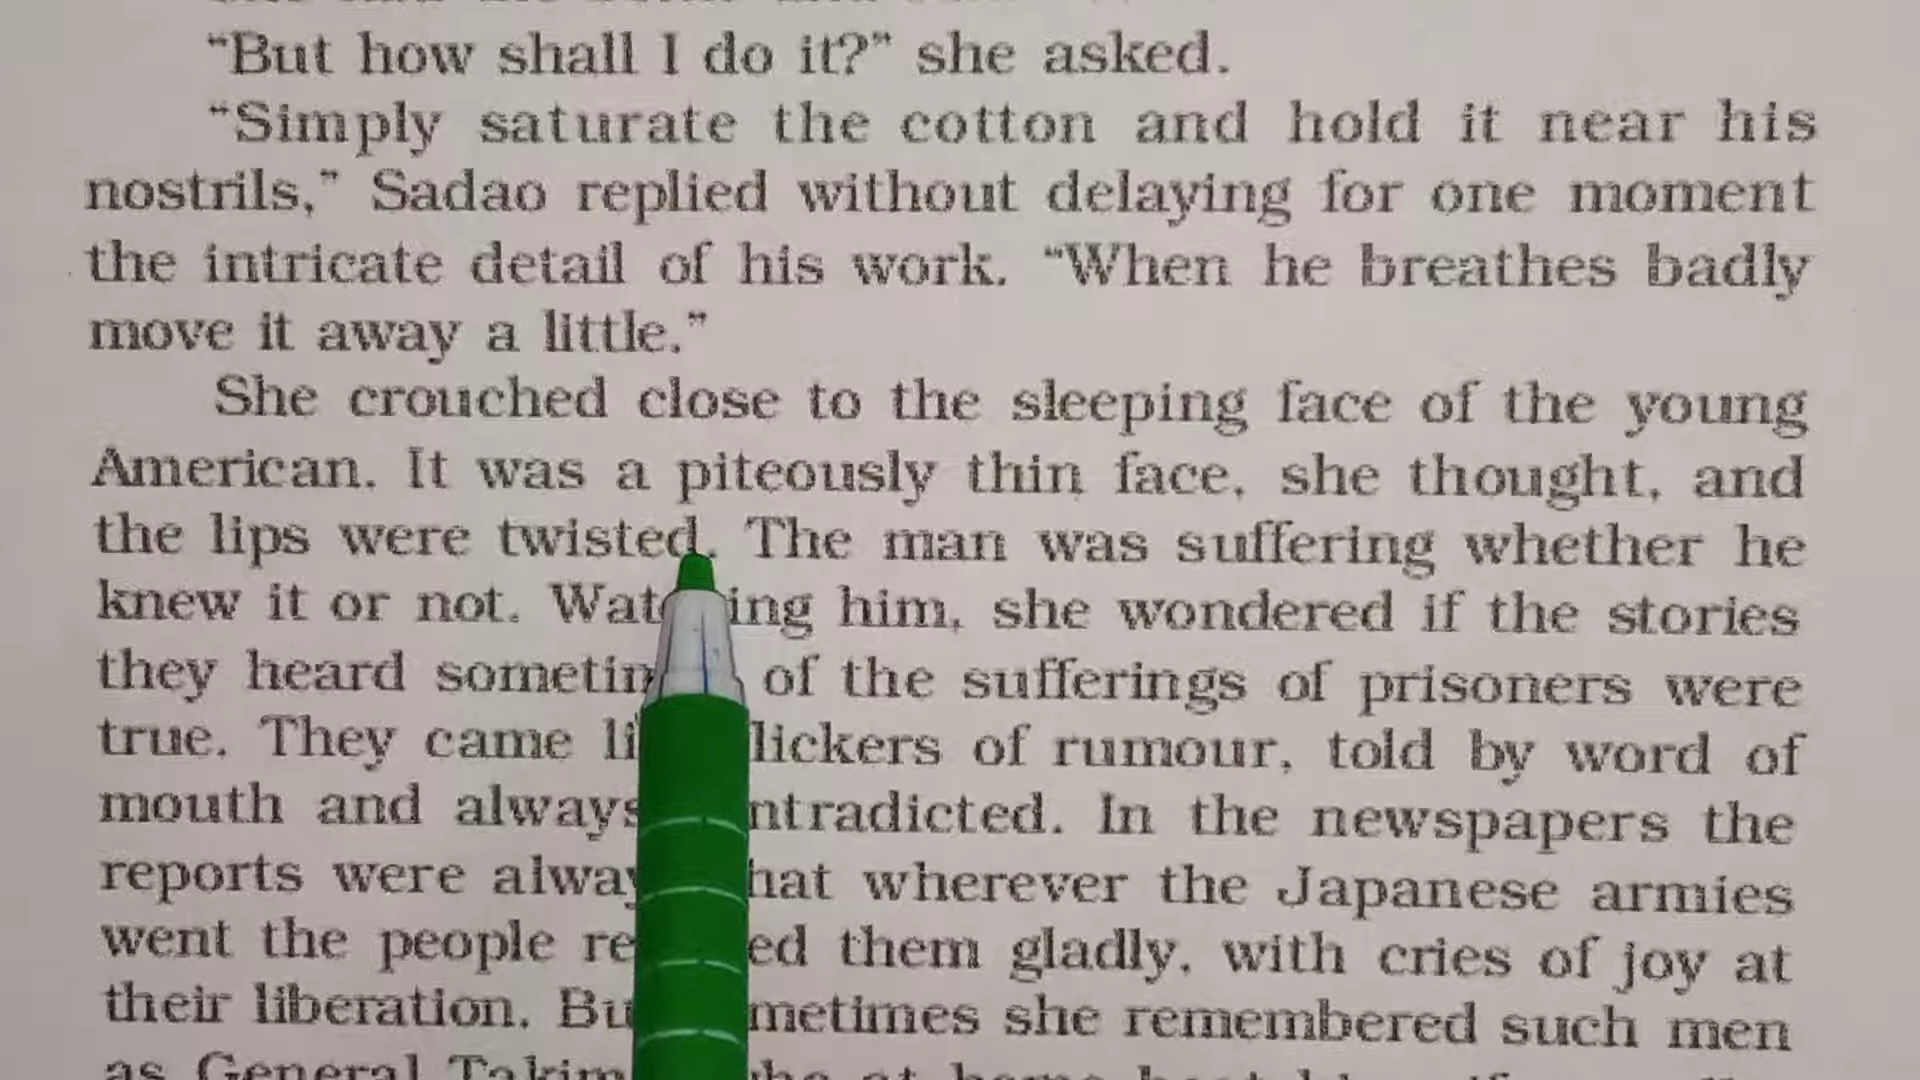 “But how shall I do it?” she asked.
“Simply saturate the cotton and hold it near his
nostrils,” Sadao replied without delaying for one moment
the intricate detail of his work. “When he breathes badly
move it away a little.”
She crouched close to the sleeping face of the young
American. It was a piteously thin face, she thought, and
the lips were twisted. The man was suffering whether he
knew it or not. Wat ing him, she wondered if the stories
they heard of the sufferings of prisoners were
true. They came of rumour, told by word of
mouth and always ntradicted. In the newspapers the
reports were hat wherever the Japanese armies
went the people re ed them gladly, with cries of joy at
their liberation. metimes she remembered such men
as General